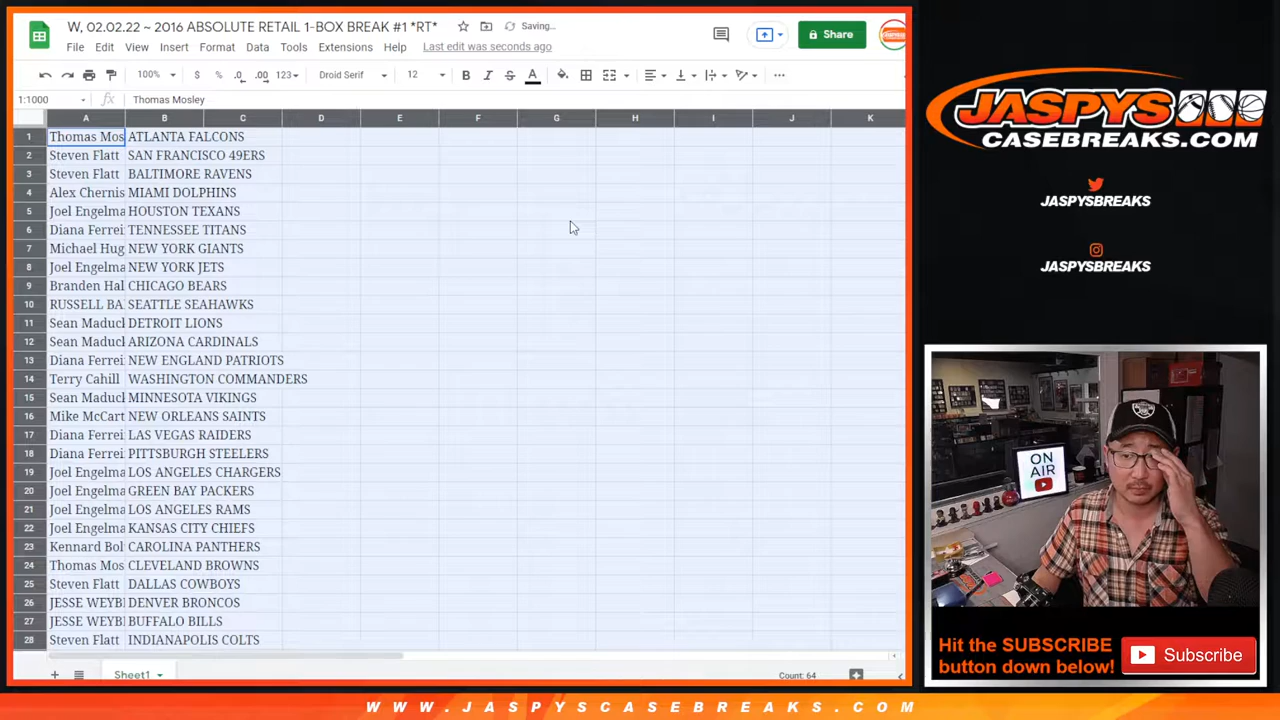 W, 02.02.22 ~ 2016 ABSOLUTE RETAIL 1-BOX BREAK #1 *RT*
Saving...
File Edit View Insert Format Data Tools Extensions Help Last edit was seconds ago
Share
100% $ % .0 .00 123 Droid Serif 12 B I S A
1:1000 fx Thomas Mosley
A B C D E F G H I J K
1 Thomas Mos ATLANTA FALCONS
2 Steven Flatt SAN FRANCISCO 49ERS
3 Steven Flatt BALTIMORE RAVENS
4 Alex Chernis MIAMI DOLPHINS
5 Joel Engelma HOUSTON TEXANS
6 Diana Ferrei TENNESSEE TITANS
7 Michael Hug NEW YORK GIANTS
8 Joel Engelma NEW YORK JETS
9 Branden Hal CHICAGO BEARS
10 RUSSELL BA SEATTLE SEAHAWKS
11 Sean Maduch DETROIT LIONS
12 Sean Maduch ARIZONA CARDINALS
13 Diana Ferrei NEW ENGLAND PATRIOTS
14 Terry Cahill WASHINGTON COMMANDERS
15 Sean Maduch MINNESOTA VIKINGS
16 Mike McCart NEW ORLEANS SAINTS
17 Diana Ferrei LAS VEGAS RAIDERS
18 Diana Ferrei PITTSBURGH STEELERS
19 Joel Engelma LOS ANGELES CHARGERS
20 Joel Engelma GREEN BAY PACKERS
21 Joel Engelma LOS ANGELES RAMS
22 Joel Engelma KANSAS CITY CHIEFS
23 Kennard Bol CAROLINA PANTHERS
24 Thomas Mos CLEVELAND BROWNS
25 Steven Flatt DALLAS COWBOYS
26 JESSE WEYB DENVER BRONCOS
27 JESSE WEYB BUFFALO BILLS
28 Steven Flatt INDIANAPOLIS COLTS
Sheet1
Count: 64
JASPYS
CASEBREAKS.COM
JASPYSBREAKS
JASPYSBREAKS
ON
AIR
Hit the SUBSCRIBE
button down below!
Subscribe
WWW.JASPYSCASEBREAKS.COM